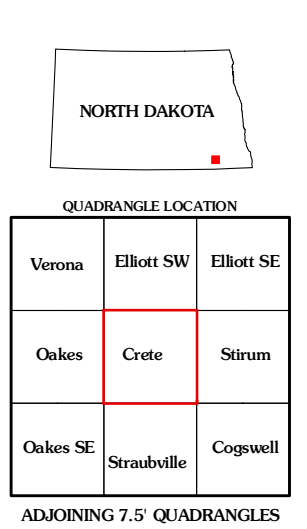 NORTH DAKOTA
QUADRANGLE LOCATION
Verona
Elliott SW
Elliott SE
Oakes
Crete
Stirum
Oakes SE
Straubville
Cogswell
ADJOINING 7.5' QUADRANGLES